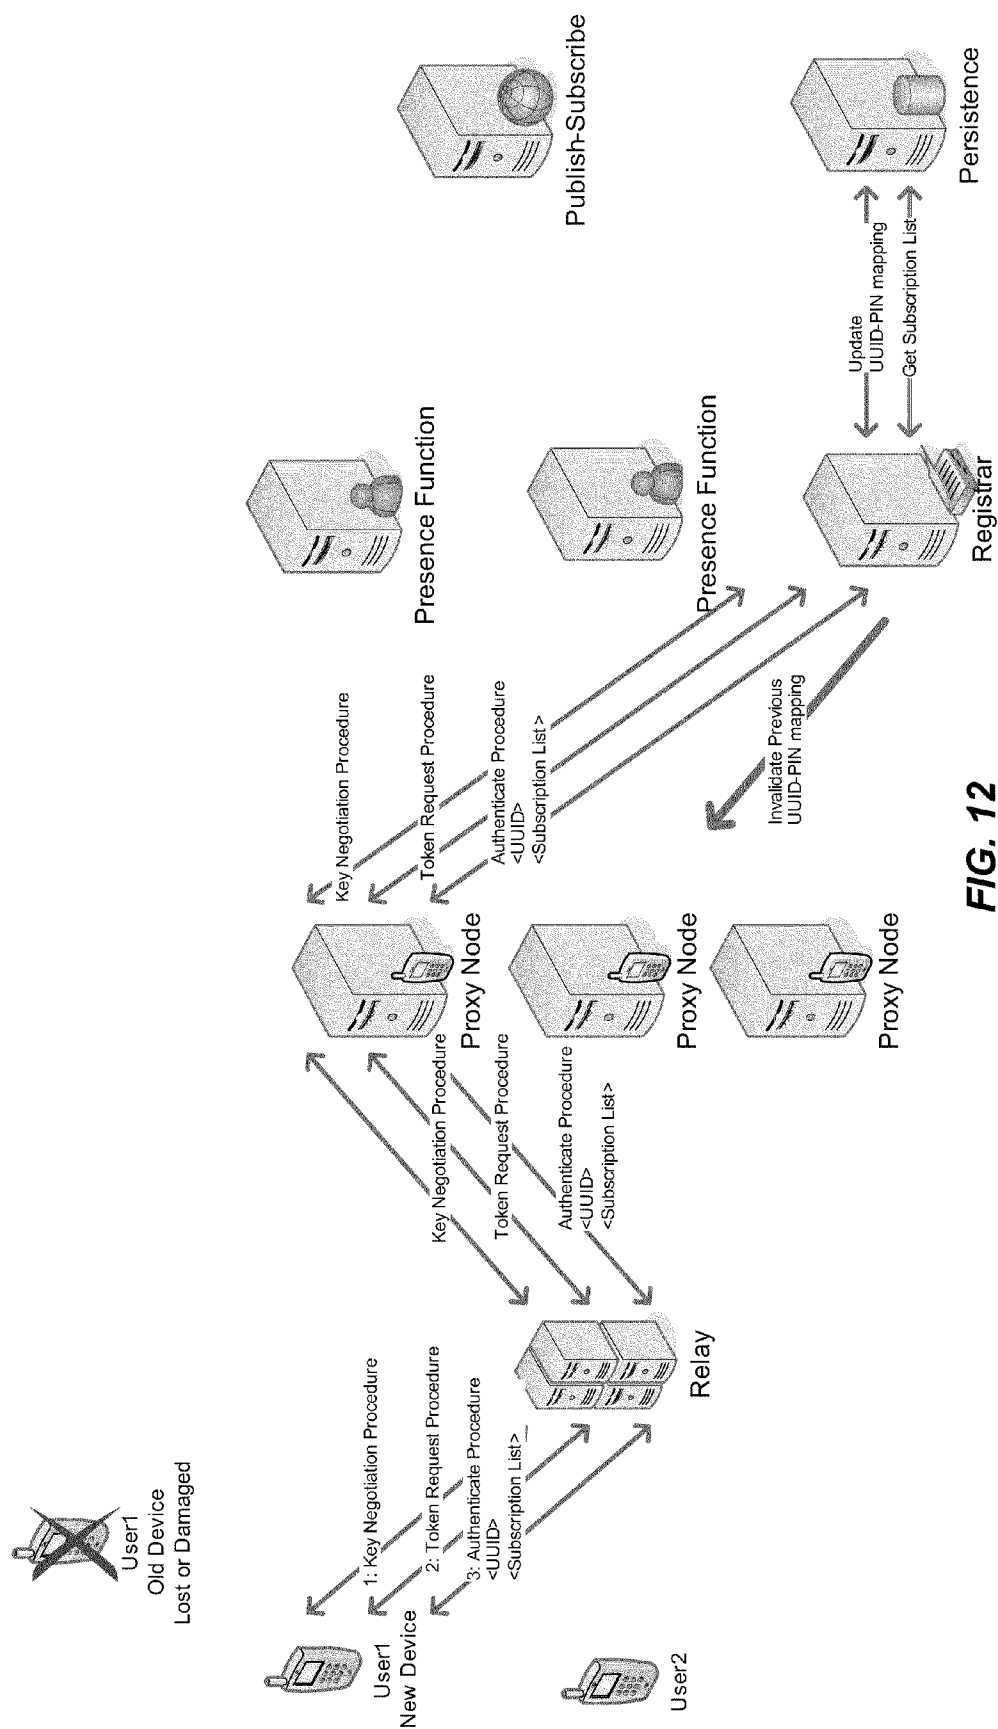 User1
Old Device
Lost or Damaged
User1
New Device
User2
1: Key Negotiation Procedure
2: Token Request Procedure
3: Authenticate Procedure
<UUID>
<Subscription List>
Relay
Key Negotiation Procedure
Token Request Procedure
Authenticate Procedure
<UUID>
<Subscription List>
Proxy Node
Proxy Node
Proxy Node
Key Negotiation Procedure
Token Request Procedure
Authenticate Procedure
<UUID>
<Subscription List>
Invalidate Previous
UUID-PIN mapping
Presence Function
Presence Function
Registrar
Update
UUID-PIN mapping
Get Subscription List
Publish-Subscribe
Persistence
FIG. 12